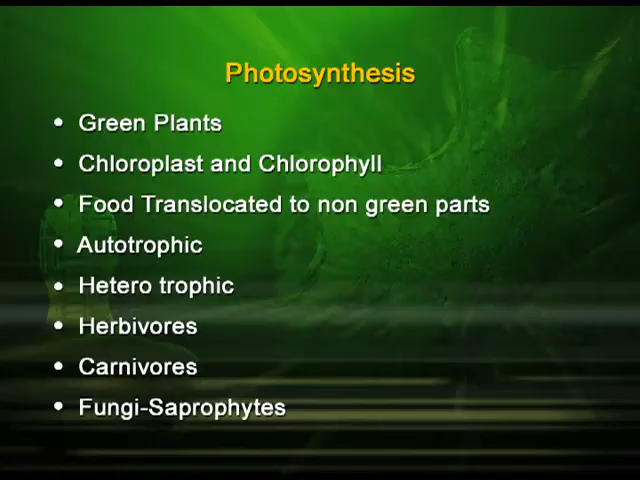 Photosynthesis
• Green Plants
• Chloroplast and Chlorophyll
• Food Translocated to non green parts
• Autotrophic
• Hetero trophic
• Herbivores
• Carnivores
• Fungi-Saprophytes